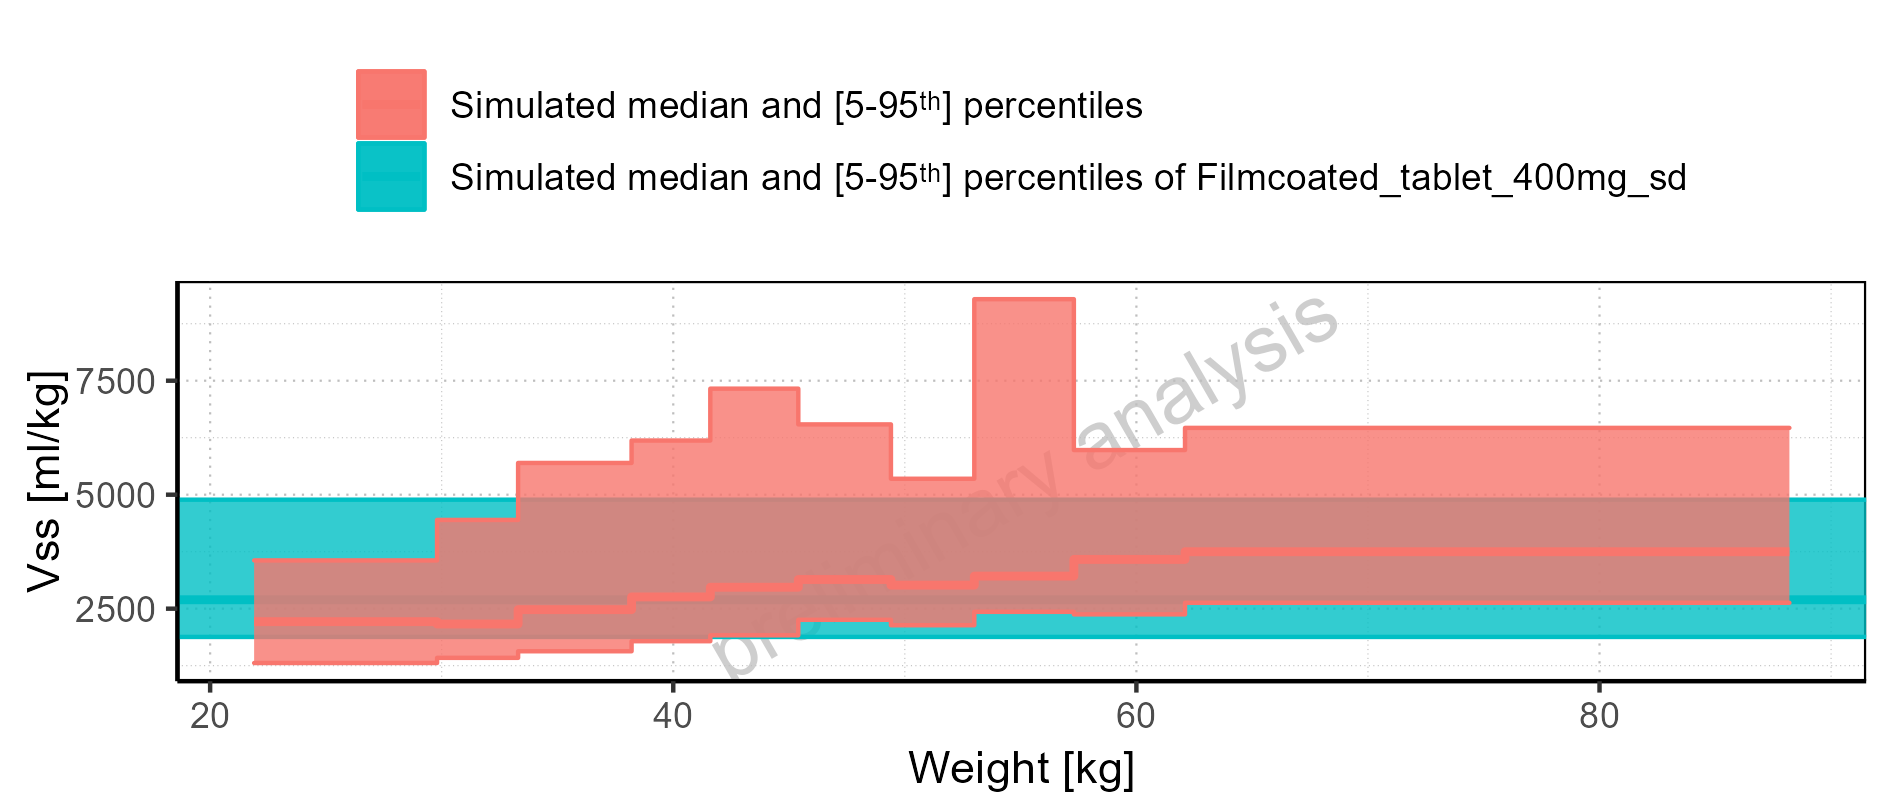 Simulated median and [5-95th] percentiles
Simulated median and [5-95th] percentiles of Filmcoated_tablet_400mg_sd
Vss [ml/kg]
7500
5000
2500
preliminary analysis
20 40 60 80
Weight [kg]